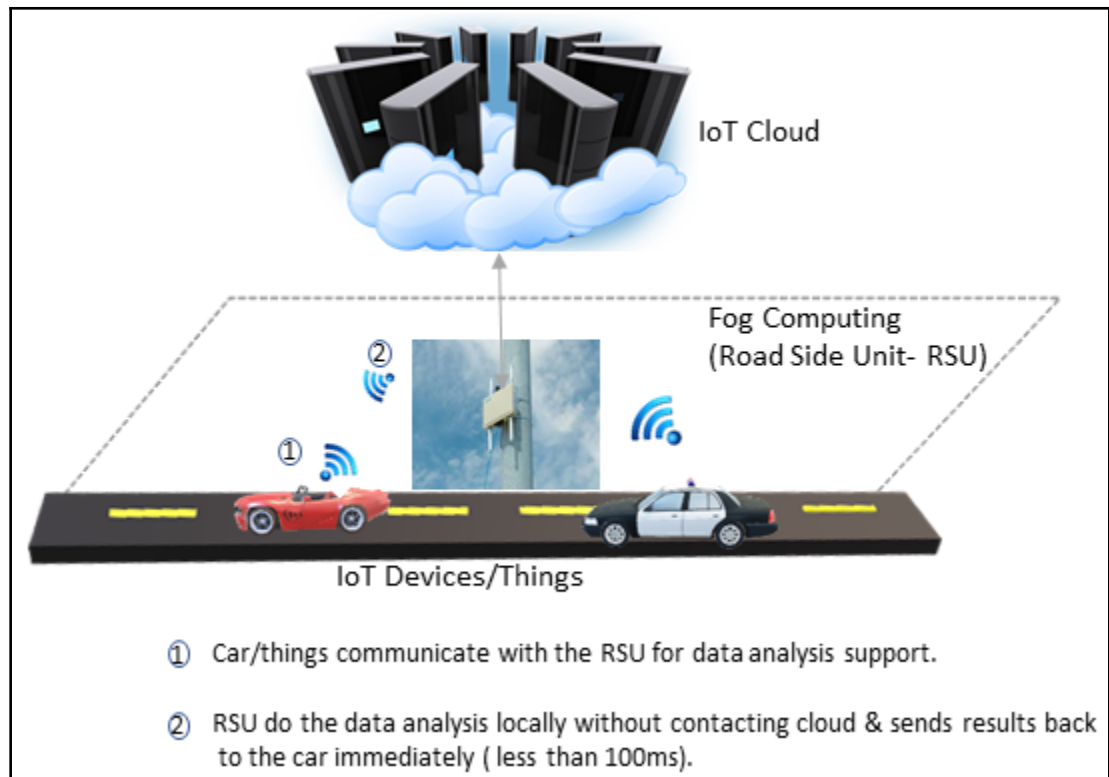 IoT Cloud
Fog Computing
(Road Side Unit- RSU)
②
①
IoT Devices/Things
① Car/things communicate with the RSU for data analysis support.
② RSU do the data analysis locally without contacting cloud & sends results back
to the car immediately ( less than 100ms).